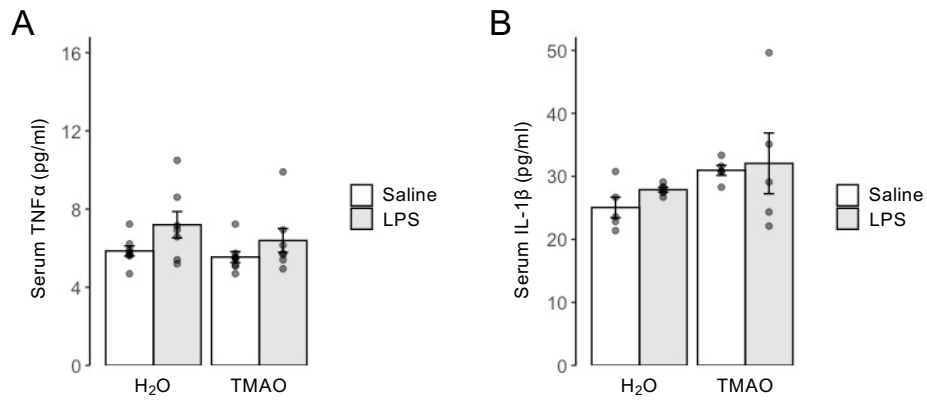 A
Serum TNFα (pg/ml)
16
12
8
4
0
H₂O
TMAO
Saline
LPS
B
Serum IL-1β (pg/ml)
50
40
30
20
10
0
H₂O
TMAO
Saline
LPS